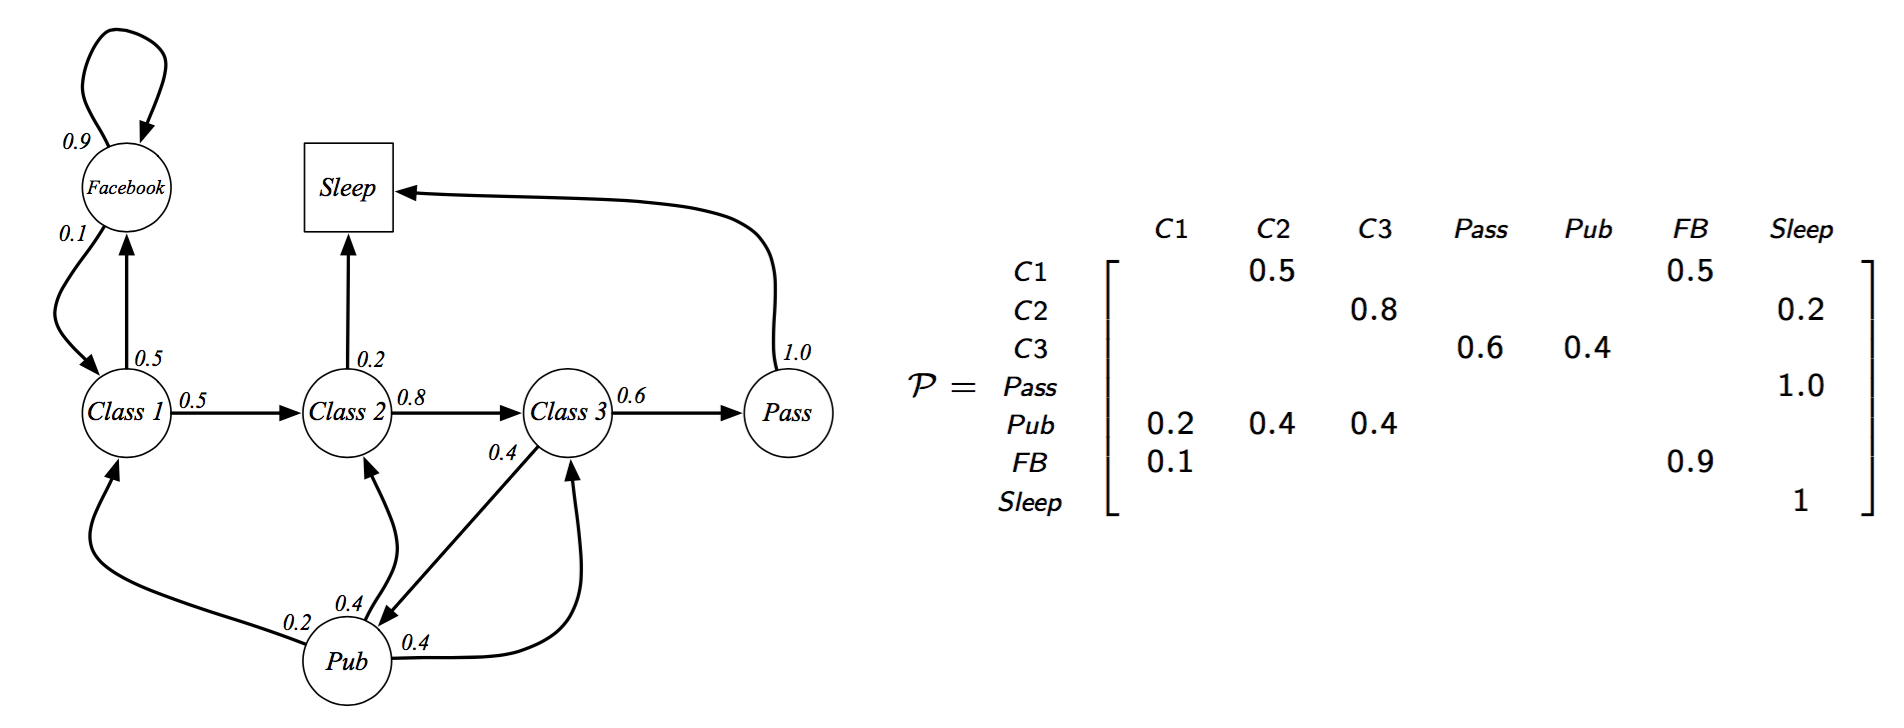 0.9
Facebook
0.1
Sleep
0.5
0.2
1.0
Class 1
0.5
Class 2
0.8
Class 3
0.6
Pass
0.4
0.4
0.2
0.4
Pub
C1 C2 C3 Pass Pub FB Sleep
C1 0.5 0.5
C2 0.8 0.2
C3 0.6 0.4
𝒫 = Pass 1.0
Pub 0.2 0.4 0.4
FB 0.1 0.9
Sleep 1